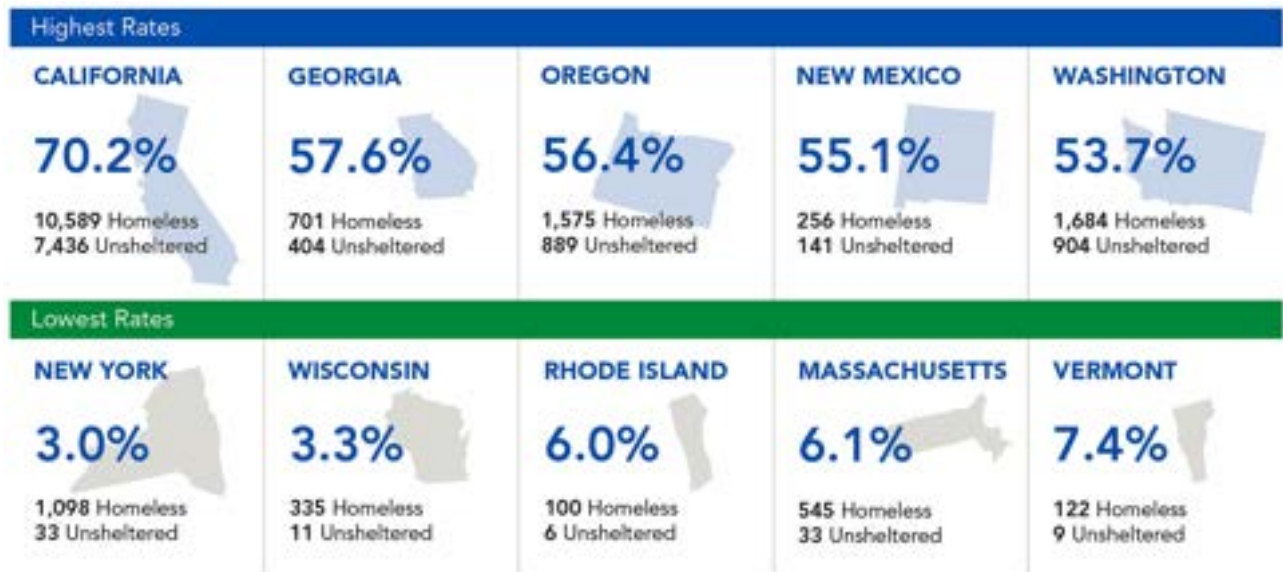 Highest Rates
CALIFORNIA
70.2%
10,589 Homeless
7,436 Unsheltered
GEORGIA
57.6%
701 Homeless
404 Unsheltered
OREGON
56.4%
1,575 Homeless
889 Unsheltered
NEW MEXICO
55.1%
256 Homeless
141 Unsheltered
WASHINGTON
53.7%
1,684 Homeless
904 Unsheltered
Lowest Rates
NEW YORK
3.0%
1,098 Homeless
33 Unsheltered
WISCONSIN
3.3%
335 Homeless
11 Unsheltered
RHODE ISLAND
6.0%
100 Homeless
6 Unsheltered
MASSACHUSETTS
6.1%
545 Homeless
33 Unsheltered
VERMONT
7.4%
122 Homeless
9 Unsheltered